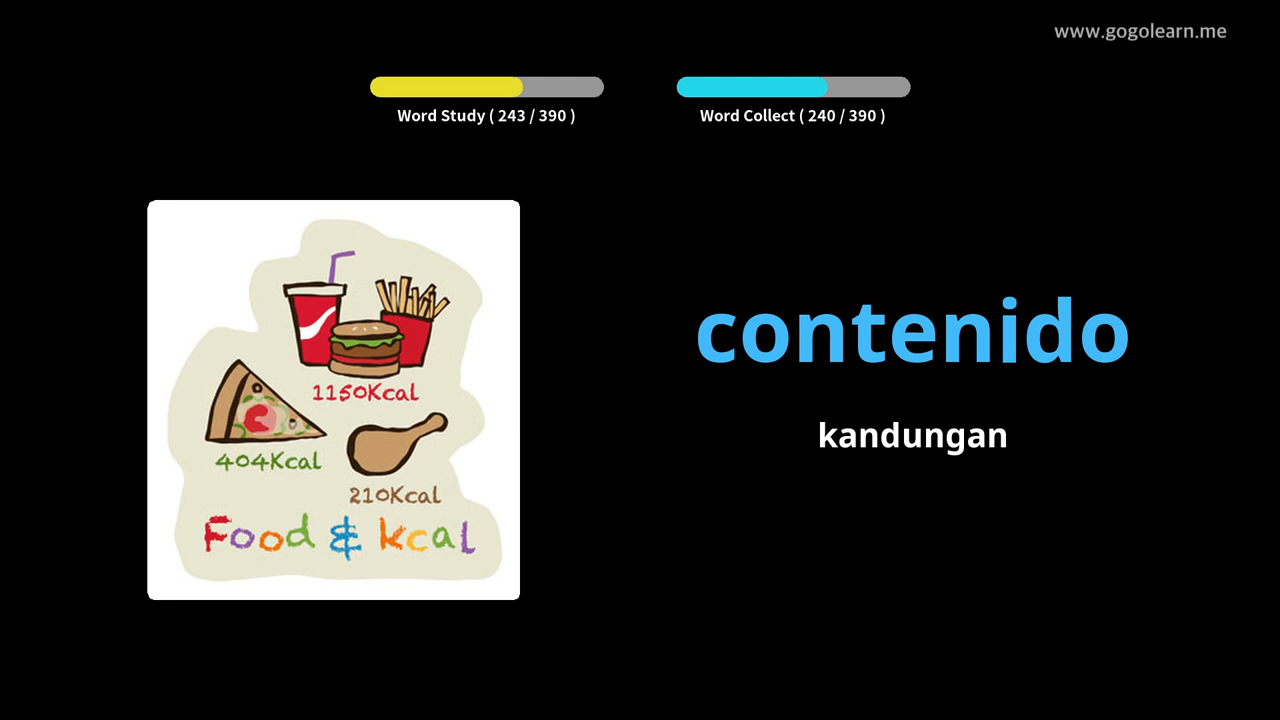 www.gogolearn.me
Word Study ( 243 / 390 )
Word Collect ( 240 / 390 )
1150Kcal
404Kcal
210Kcal
Food & kcal
contenido
kandungan